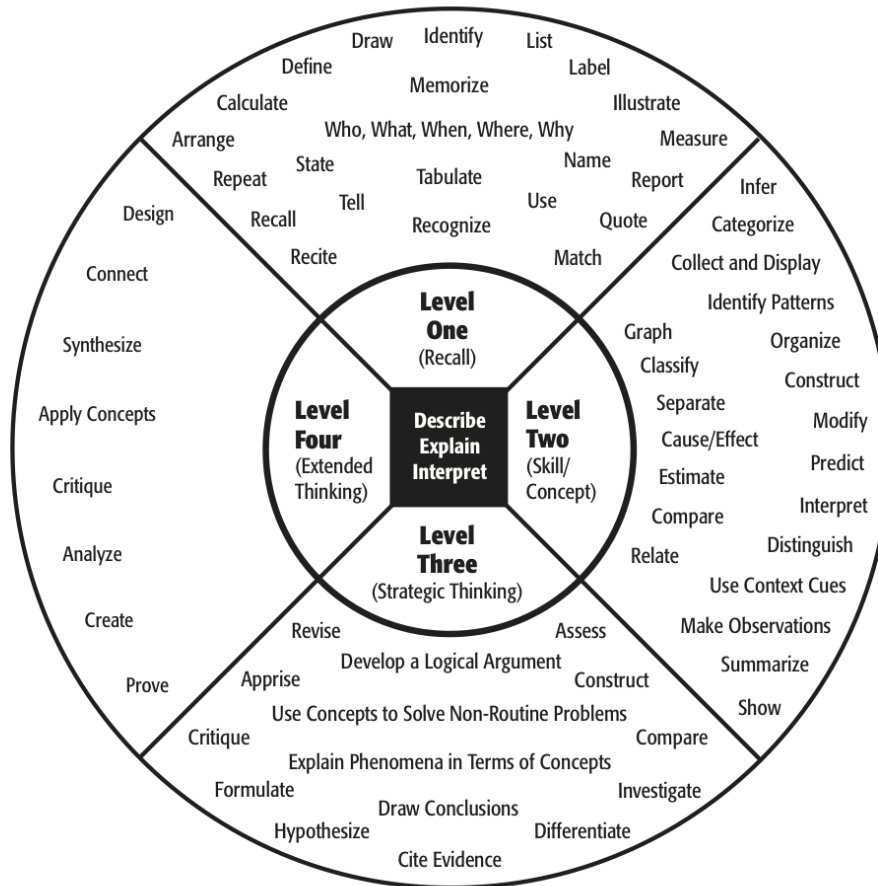 Draw
Identify
List
Define
Label
Memorize
Calculate
Illustrate
Who, What, When, Where, Why
Arrange
Measure
State
Name
Repeat
Tabulate
Report
Tell
Use
Recall
Recognize
Quote
Recite
Match
Level
One
(Recall)
Infer
Categorize
Collect and Display
Identify Patterns
Graph
Organize
Classify
Construct
Separate
Modify
Cause/Effect
Predict
Estimate
Interpret
Compare
Distinguish
Relate
Use Context Cues
Make Observations
Summarize
Show
Level
Two
(Skill/
Concept)
Describe
Explain
Interpret
Level
Three
(Strategic Thinking)
Revise
Assess
Develop a Logical Argument
Apprise
Construct
Use Concepts to Solve Non-Routine Problems
Critique
Compare
Explain Phenomena in Terms of Concepts
Formulate
Investigate
Draw Conclusions
Hypothesize
Differentiate
Cite Evidence
Level
Four
(Extended
Thinking)
Design
Connect
Synthesize
Apply Concepts
Critique
Analyze
Create
Prove